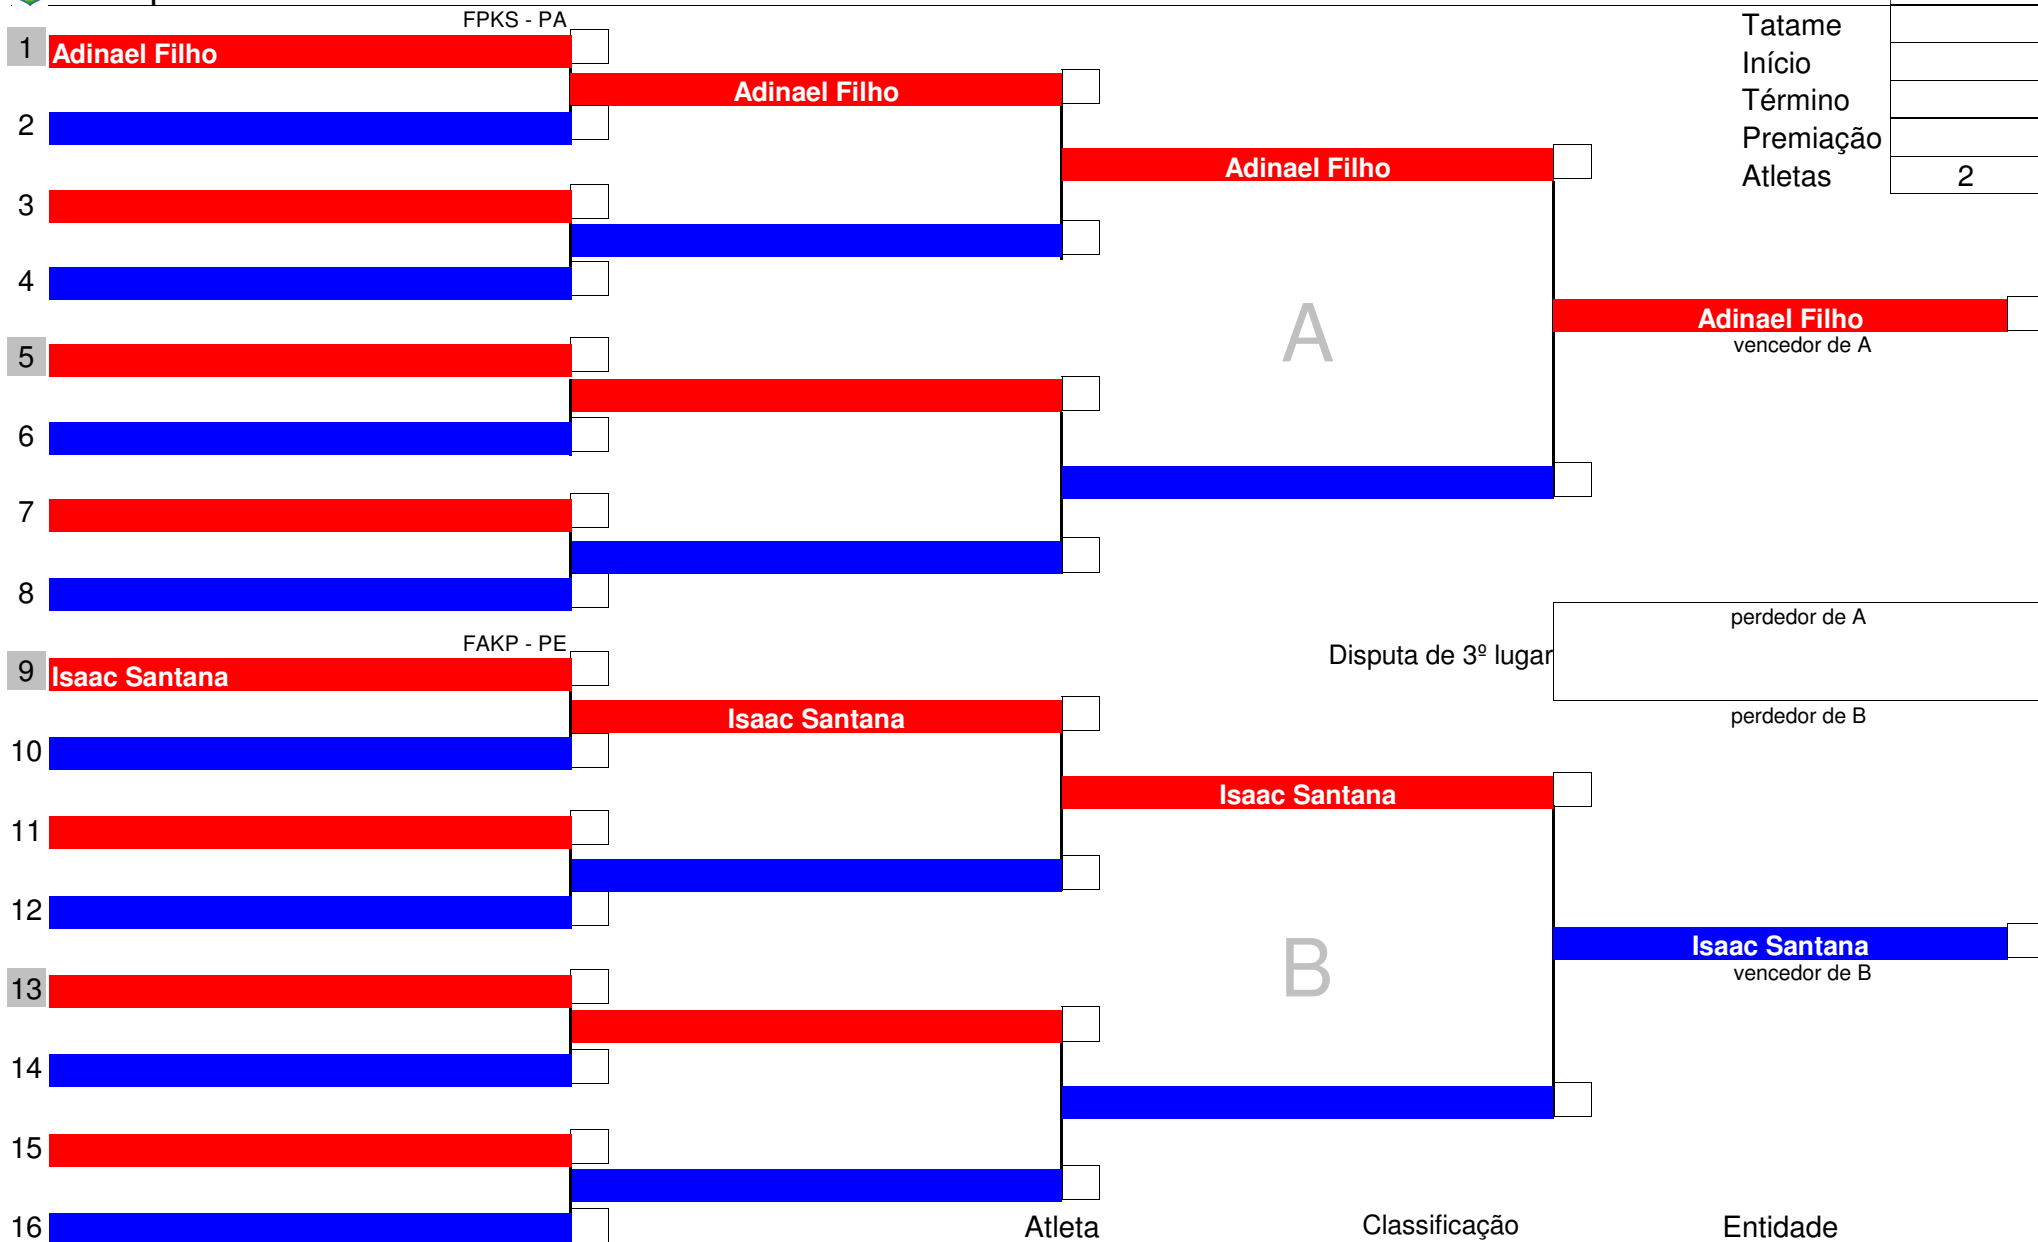 FPKS - PA
Tatame
1 Adinael Filho
Início
Adinael Filho
Término
2
Premiação
Adinael Filho
Atletas 2
3
4
Adinael Filho
A
vencedor de A
5
6
7
8
perdedor de A
FAKP - PE
Disputa de 3º lugar
9 Isaac Santana
perdedor de B
Isaac Santana
10
Isaac Santana
11
12
Isaac Santana
B
vencedor de B
13
14
15
16
Atleta Classificação Entidade